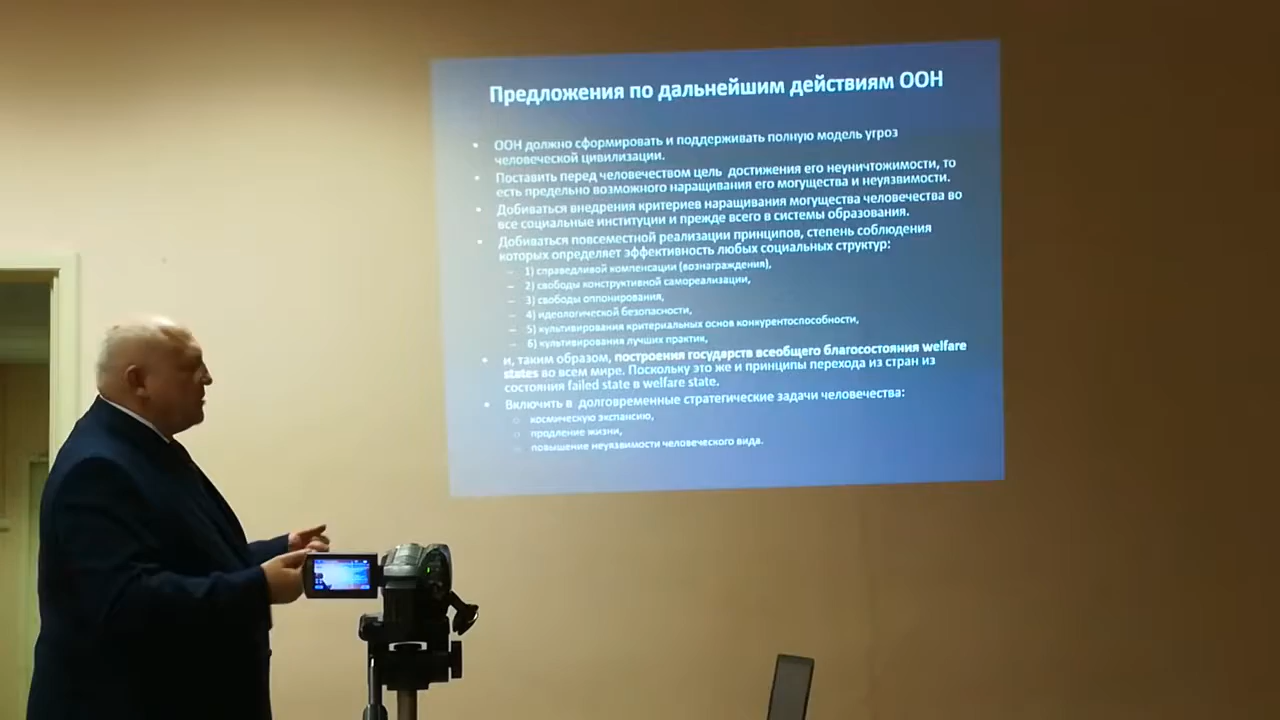 Предложения по дальнейшим действиям ООН
• ООН должно сформировать и поддерживать полную модель угроз
человеческой цивилизации.
• Поставить перед человечеством цель достижения его неуничтожимости, то
есть предельно возможного наращивания его могущества и неуязвимости.
• Добиваться внедрения критериев наращивания могущества человечества во
все социальные институции и прежде всего в системы образования.
• Добиваться повсеместной реализации принципов, степень соблюдения
которых определяет эффективность любых социальных структур:
– 1) справедливой компенсации (вознаграждения),
– 2) свободы конструктивной самореализации,
– 3) свободы оппонирования,
– 4) идеологической безопасности,
– 5) культивирования критериальных основ конкурентоспособности,
– 6) культивирования лучших практик,
• и, таким образом, построения государств всеобщего благосостояния welfare
states во всем мире. Поскольку это же и принципы перехода из стран из
состояния failed state в welfare state.
• Включить в долговременные стратегические задачи человечества:
o космическую экспансию,
o продление жизни,
o повышение неуязвимости человеческого вида.